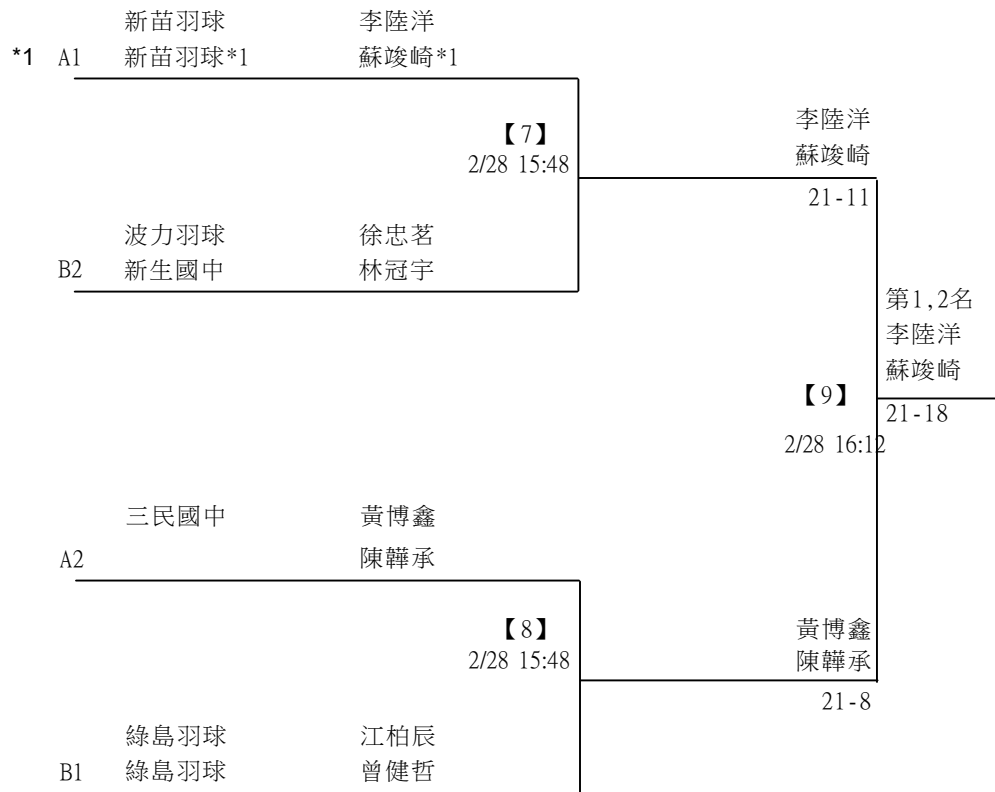 新苗羽球 李陸洋
*1 A1 新苗羽球*1 蘇竣崎*1
【7】
2/28 15:48
李陸洋
蘇竣崎
21-11
波力羽球 徐忠茗
B2 新生國中 林冠宇
第1,2名
李陸洋
蘇竣崎
【9】
21-18
2/28 16:12
三民國中 黃博鑫
A2 陳韡承
【8】
2/28 15:48
黃博鑫
陳韡承
21-8
綠島羽球 江柏辰
B1 綠島羽球 曾健哲